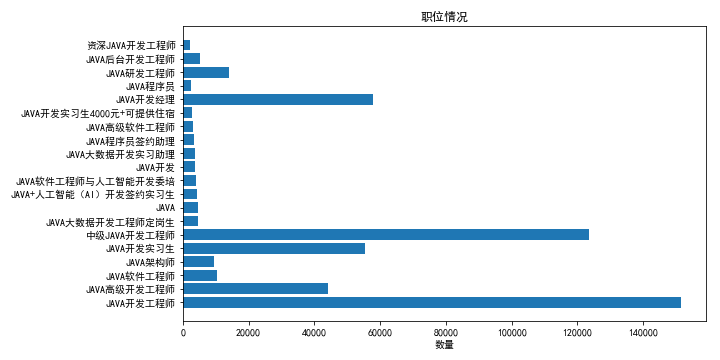 职位情况
资深JAVA开发工程师
JAVA后台开发工程师
JAVA研发工程师
JAVA程序员
JAVA开发经理
JAVA开发实习生4000元+可提供住宿
JAVA高级软件工程师
JAVA程序员签约助理
JAVA大数据开发实习助理
JAVA开发
JAVA软件工程师与人工智能开发委培
JAVA+人工智能（AI）开发签约实习生
JAVA
JAVA大数据开发工程师定岗生
中级JAVA开发工程师
JAVA开发实习生
JAVA架构师
JAVA软件工程师
JAVA高级开发工程师
JAVA开发工程师
0 20000 40000 60000 80000 100000 120000 140000
数量